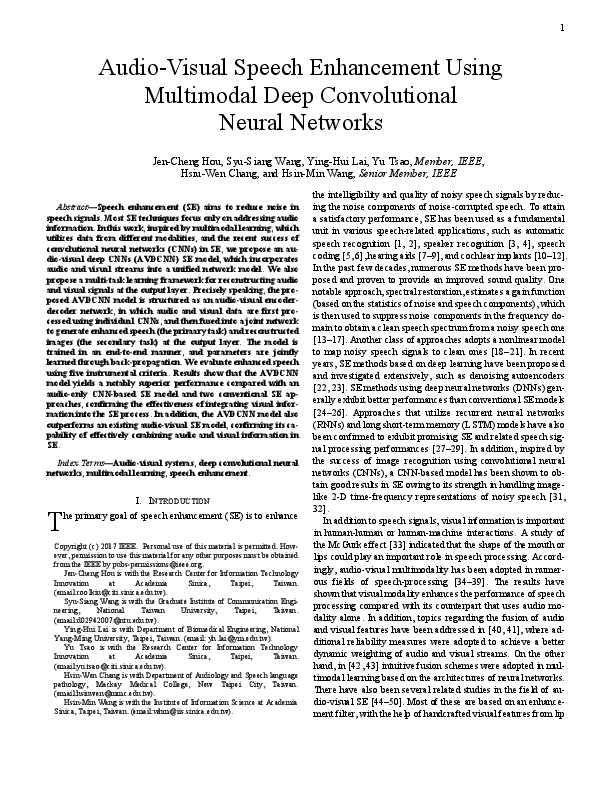 1
Audio-Visual Speech Enhancement Using
Multimodal Deep Convolutional
Neural Networks
Jen-Cheng Hou, Syu-Siang Wang, Ying-Hui Lai, Yu Tsao, Member, IEEE,
Hsiu-Wen Chang, and Hsin-Min Wang, Senior Member, IEEE
Abstract—Speech enhancement (SE) aims to reduce noise in
speech signals. Most SE techniques focus only on addressing audio
information. In this work, inspired by multimodal learning, which
utilizes data from different modalities, and the recent success of
convolutional neural networks (CNNs) in SE, we propose an au-
dio-visual deep CNNs (AVDCNN) SE model, which incorporates
audio and visual streams into a unified network model. We also
propose a multi-task learning framework for reconstructing audio
and visual signals at the output layer. Precisely speaking, the pro-
posed AVDCNN model is structured as an audio-visual encoder-
decoder network, in which audio and visual data are first pro-
cessed using individual CNNs, and then fused into a joint network
to generate enhanced speech (the primary task) and reconstructed
images (the secondary task) at the output layer. The model is
trained in an end-to-end manner, and parameters are jointly
learned through back-propagation. We evaluate enhanced speech
using five instrumental criteria. Results show that the AVDCNN
model yields a notably superior performance compared with an
audio-only CNN-based SE model and two conventional SE ap-
proaches, confirming the effectiveness of integrating visual infor-
mation into the SE process. In addition, the AVDCNN model also
outperforms an existing audio-visual SE model, confirming its ca-
pability of effectively combining audio and visual information in
SE.
Index Terms—Audio-visual systems, deep convolutional neural
networks, multimodal learning, speech enhancement.
I. INTRODUCTION
The primary goal of speech enhancement (SE) is to enhance
Copyright (c) 2017 IEEE. Personal use of this material is permitted. How-
ever, permission to use this material for any other purposes must be obtained
from the IEEE by pubs-permissions@ieee.org.
Jen-Cheng Hou is with the Research Center for Information Technology
Innovation at Academia Sinica, Taipei, Taiwan.
(email:coolkiu@citi.sinica.edu.tw).
Syu-Siang Wang is with the Graduate Institute of Communication Engi-
neering, National Taiwan University, Taipei, Taiwan.
(email:d02942007@ntu.edu.tw).
Ying-Hui Lai is with Department of Biomedical Engineering, National
Yang-Ming University, Taipei, Taiwan. (email: yh.lai@ym.edu.tw).
Yu Tsao is with the Research Center for Information Technology
Innovation at Academia Sinica, Taipei, Taiwan.
(email:yu.tsao@citi.sinica.edu.tw).
Hsiu-Wen Chang is with Department of Audiology and Speech language
pathology, Mackay Medical College, New Taipei City, Taiwan.
(email:hsiuwen@mmc.edu.tw).
Hsin-Min Wang is with the Institute of Information Science at Academia
Sinica, Taipei, Taiwan. (email:whm@iis.sinica.edu.tw).
the intelligibility and quality of noisy speech signals by reduc-
ing the noise components of noise-corrupted speech. To attain
a satisfactory performance, SE has been used as a fundamental
unit in various speech-related applications, such as automatic
speech recognition [1, 2], speaker recognition [3, 4], speech
coding [5,6], hearing aids [7–9], and cochlear implants [10–12].
In the past few decades, numerous SE methods have been pro-
posed and proven to provide an improved sound quality. One
notable approach, spectral restoration, estimates a gain function
(based on the statistics of noise and speech components), which
is then used to suppress noise components in the frequency do-
main to obtain a clean speech spectrum from a noisy speech one
[13–17]. Another class of approaches adopts a nonlinear model
to map noisy speech signals to clean ones [18–21]. In recent
years, SE methods based on deep learning have been proposed
and investigated extensively, such as denoising autoencoders
[22, 23]. SE methods using deep neural networks (DNNs) gen-
erally exhibit better performances than conventional SE models
[24–26]. Approaches that utilize recurrent neural networks
(RNNs) and long short-term memory (LSTM) models have also
been confirmed to exhibit promising SE and related speech sig-
nal processing performances [27–29]. In addition, inspired by
the success of image recognition using convolutional neural
networks (CNNs), a CNN-based model has been shown to ob-
tain good results in SE owing to its strength in handling image-
like 2-D time-frequency representations of noisy speech [31,
32].
In addition to speech signals, visual information is important
in human-human or human-machine interactions. A study of
the McGurk effect [33] indicated that the shape of the mouth or
lips could play an important role in speech processing. Accord-
ingly, audio-visual multimodality has been adopted in numer-
ous fields of speech-processing [34–39]. The results have
shown that visual modality enhances the performance of speech
processing compared with its counterpart that uses audio mo-
dality alone. In addition, topics regarding the fusion of audio
and visual features have been addressed in [40, 41], where ad-
ditional reliability measures were adopted to achieve a better
dynamic weighting of audio and visual streams. On the other
hand, in [42,43] intuitive fusion schemes were adopted in mul-
timodal learning based on the architectures of neural networks.
There have also been several related studies in the field of au-
dio-visual SE [44–50]. Most of these are based on an enhance-
ment filter, with the help of handcrafted visual features from lip